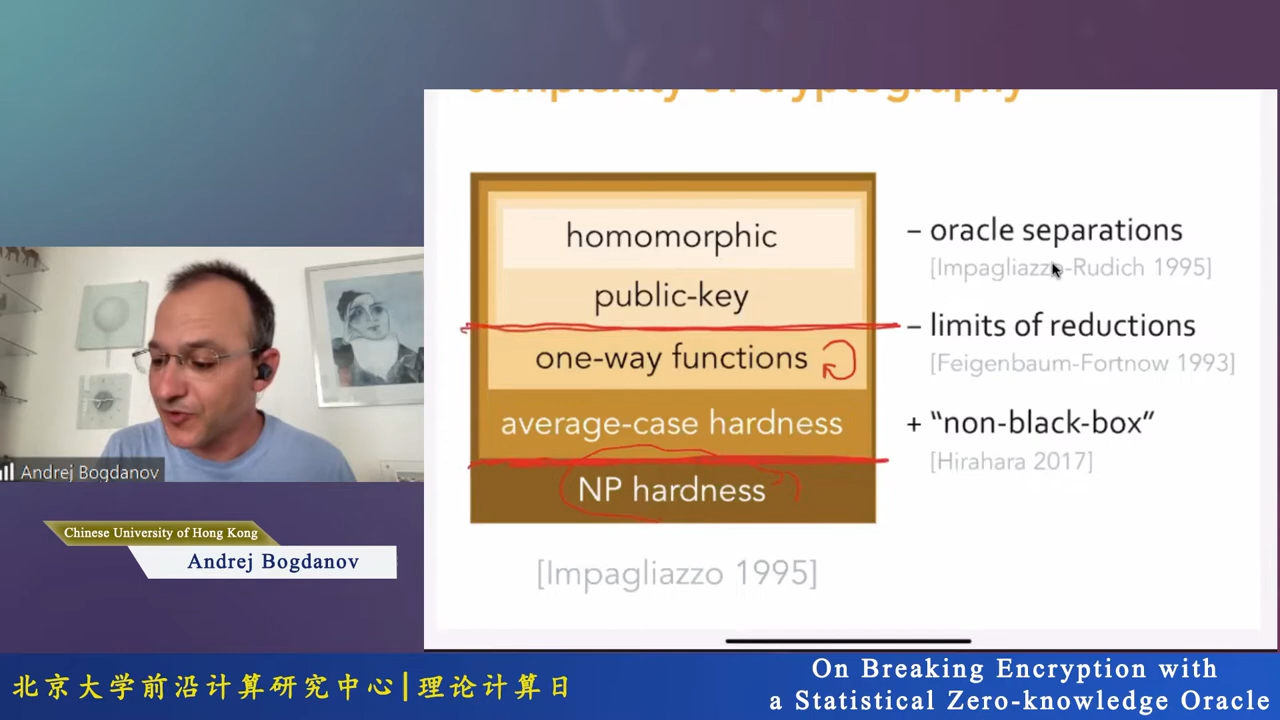 complexity of cryptography
homomorphic
public-key
one-way functions
average-case hardness
NP hardness
[Impagliazzo 1995]
– oracle separations
[Impagliazzo-Rudich 1995]
– limits of reductions
[Feigenbaum-Fortnow 1993]
+ “non-black-box”
[Hirahara 2017]
Andrej Bogdanov
Chinese University of Hong Kong
Andrej Bogdanov
北京大学前沿计算研究中心|理论计算日
On Breaking Encryption with
a Statistical Zero-knowledge Oracle